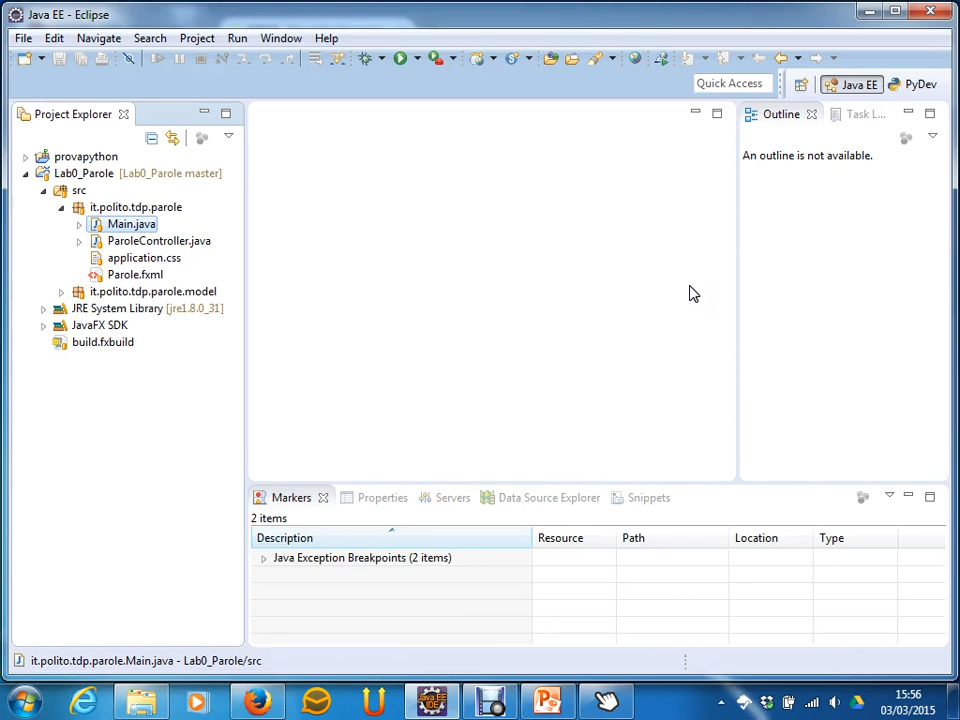 Java EE - Eclipse
File Edit Navigate Search Project Run Window Help
Quick Access Java EE PyDev
Project Explorer
provapython
Lab0_Parole [Lab0_Parole master]
src
it.polito.tdp.parole
Main.java
ParoleController.java
application.css
Parole.fxml
it.polito.tdp.parole.model
JRE System Library [jre1.8.0_31]
JavaFX SDK
build.fxbuild
Outline Task L...
An outline is not available.
Markers Properties Servers Data Source Explorer Snippets
2 items
Description Resource Path Location Type
Java Exception Breakpoints (2 items)
it.polito.tdp.parole.Main.java - Lab0_Parole/src
Java EE
IDE
15:56
03/03/2015